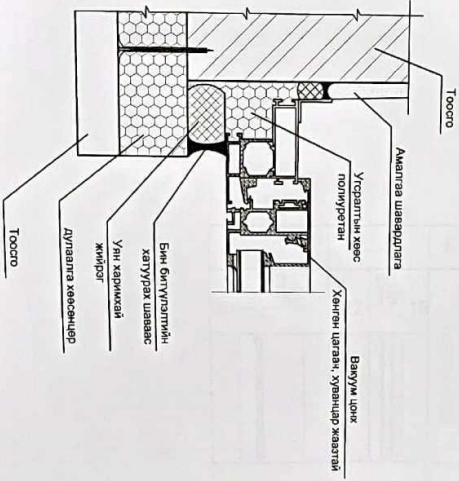 Тоосго
Амалгаа шавардлага
Угсралтын хөөс
полиуретан
Вакуум цонх
Хөнгөн цагаан, хуванцар жаазтай
Бин битүүлэлтийн
хатуурах шаваас
Уян харимхай
жийрэг
дулаалга хөөсөнцөр
Тоосго